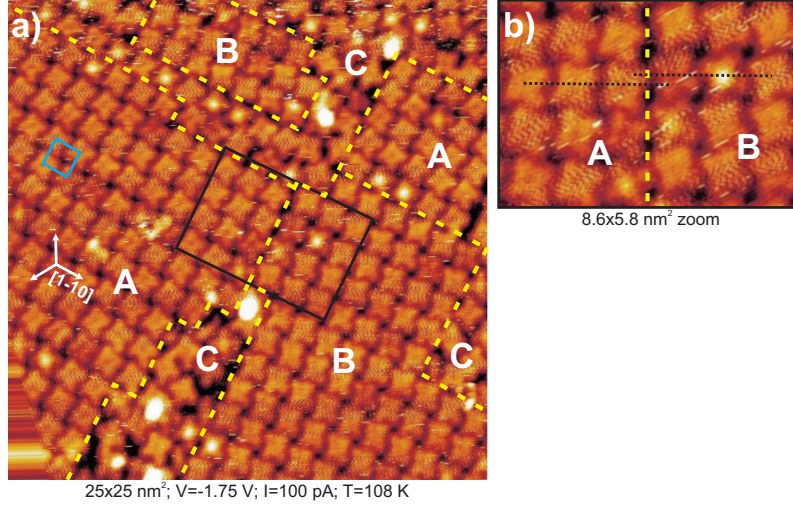 a)
B
C
A
[1-10]
A
C
B
C
25x25 nm²; V=-1.75 V; I=100 pA; T=108 K
b)
A
B
8.6x5.8 nm² zoom